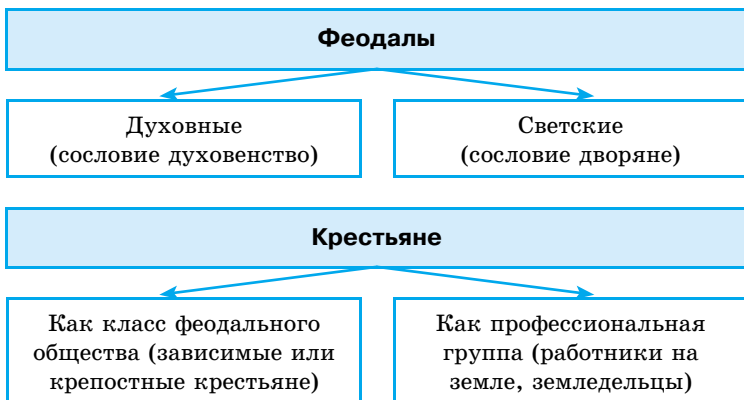 Феодалы
Духовные
(сословие духовенство)
Светские
(сословие дворяне)
Крестьяне
Как класс феодального
общества (зависимые или
крепостные крестьяне)
Как профессиональная
группа (работники на
земле, земледельцы)